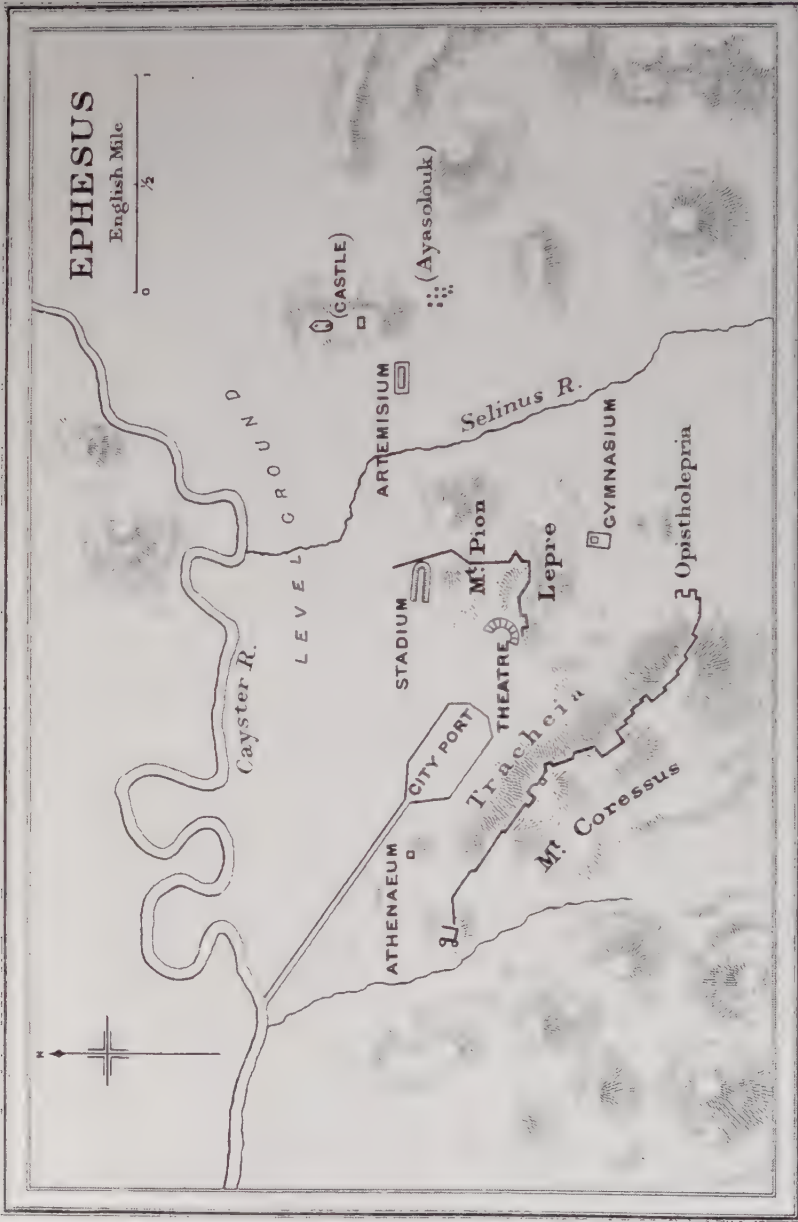 EPHESUS
English Mile
0 ½ 1
N
Cayster R.
LEVEL GROUND
(CASTLE)
(Ayasolouk)
ARTEMISIUM
Selinus R.
STADIUM
Mt. Pion
Lepre
THEATRE
GYMNASIUM
Opistholepria
CITY PORT
Tracheia
ATHENAEUM
Mt. Coressus